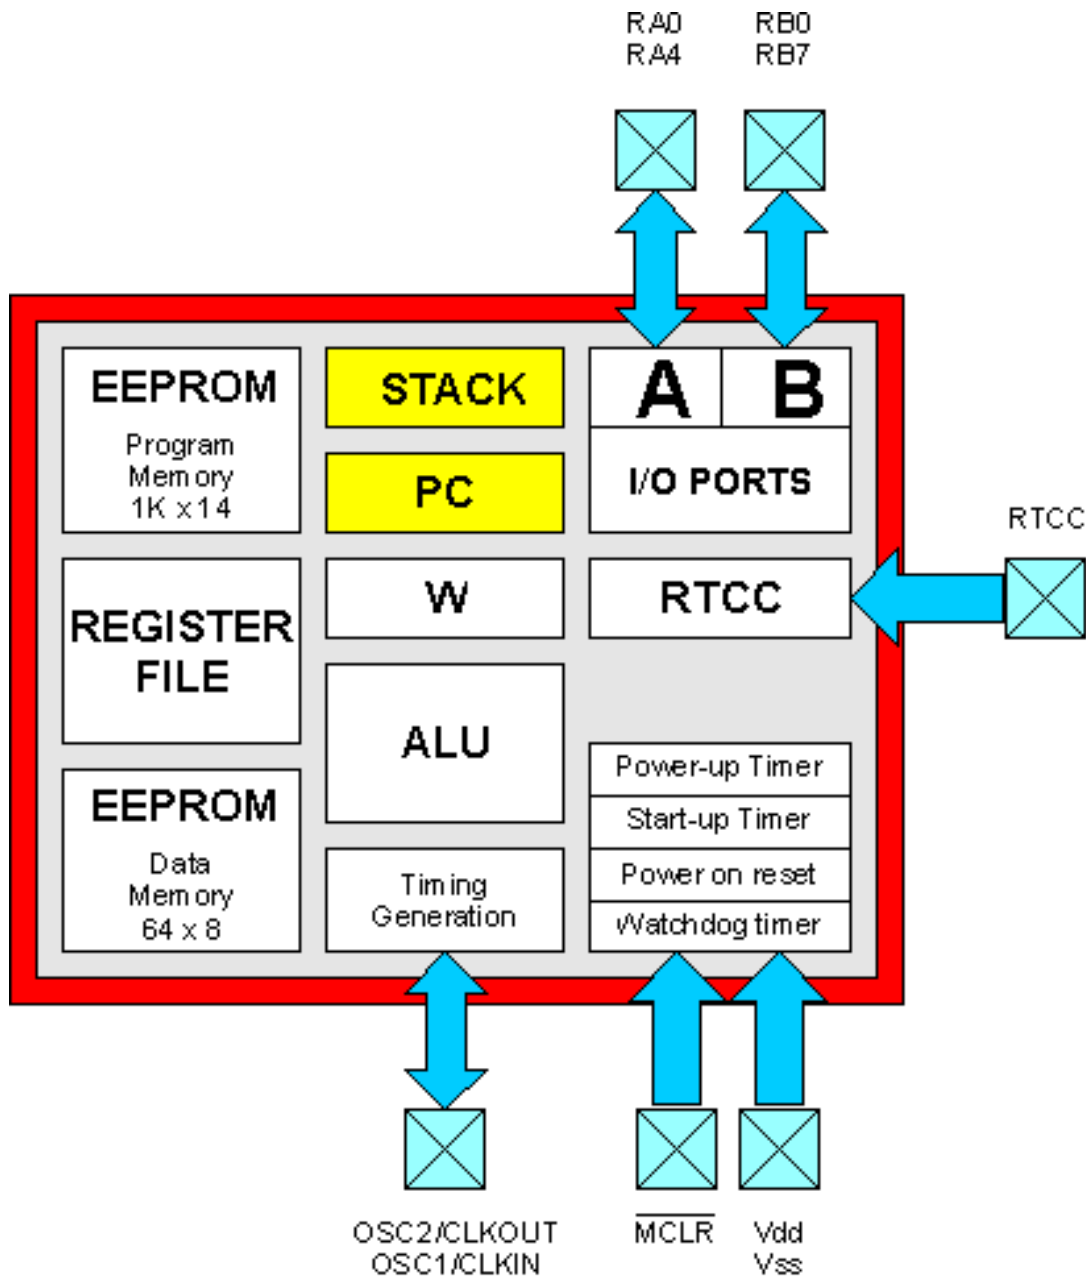 RA0
RA4
RB0
RB7
EEPROM
Program
Memory
1K x14
STACK
PC
A
B
I/O PORTS
RTCC
REGISTER
FILE
W
RTCC
ALU
EEPROM
Data
Memory
64 x 8
Timing
Generation
Power-up Timer
Start-up Timer
Power on reset
Watchdog timer
OSC2/CLKOUT
OSC1/CLKIN
MCLR
Vdd
Vss